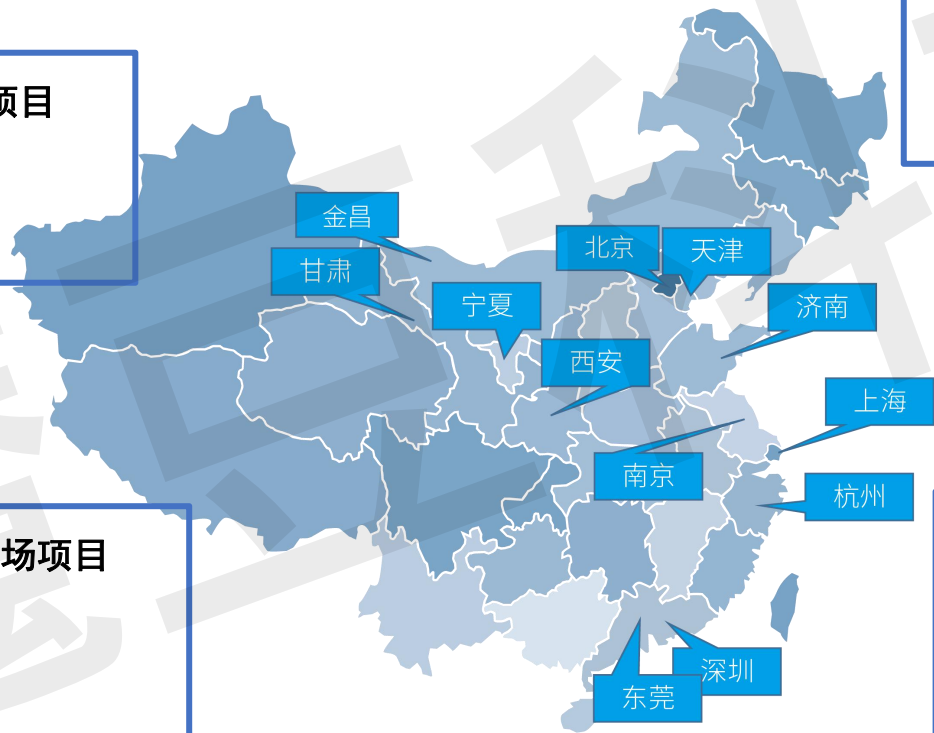 项目
金昌
北京
天津
甘肃
宁夏
济南
西安
上海
南京
杭州
场项目
深圳
东莞